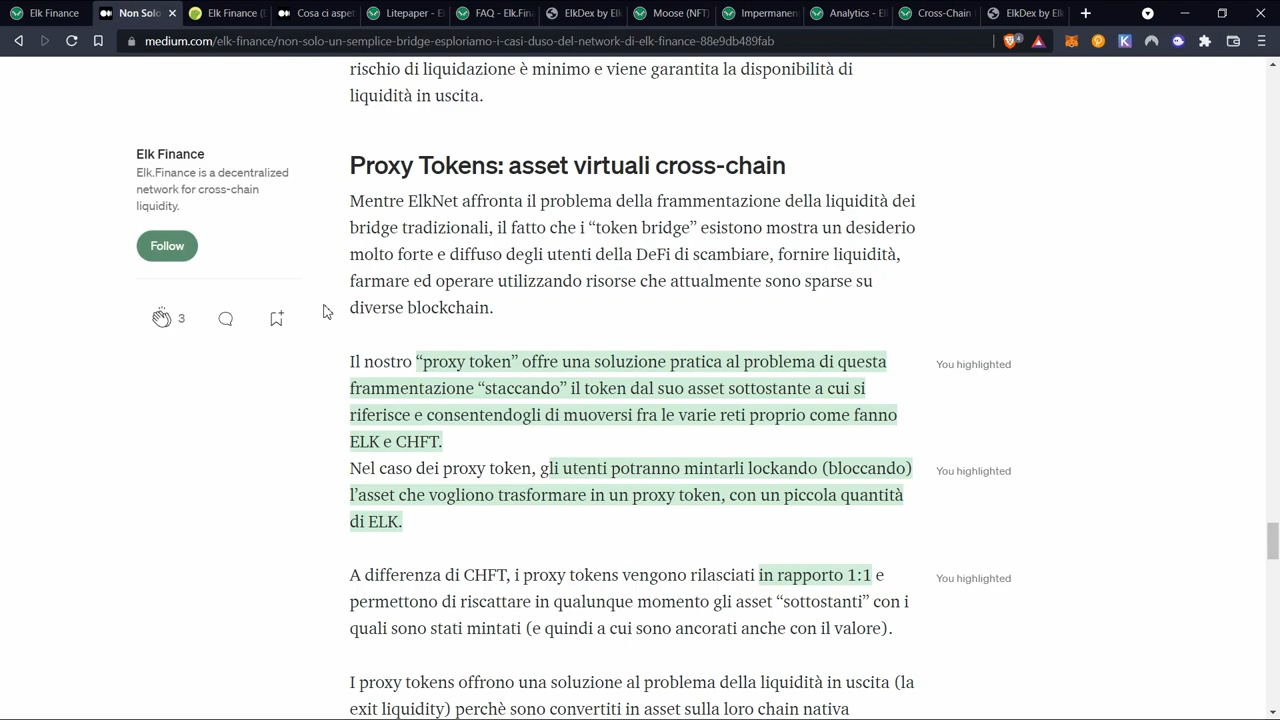 Elk Finance
Non Solo
Elk Finance (E
Cosa ci aspet
Litepaper - E
FAQ - Elk.Fina
ElkDex by Elk
Moose (NFT)
Impermanen
Analytics - El
Cross-Chain
ElkDex by Elk
medium.com/elk-finance/non-solo-un-semplice-bridge-esploriamo-i-casi-duso-del-network-di-elk-finance-88e9db489fab
rischio di liquidazione è minimo e viene garantita la disponibilità di
liquidità in uscita.
Elk Finance
Elk.Finance is a decentralized
network for cross-chain
liquidity.
Follow
3
Proxy Tokens: asset virtuali cross-chain
Mentre ElkNet affronta il problema della frammentazione della liquidità dei
bridge tradizionali, il fatto che i “token bridge” esistono mostra un desiderio
molto forte e diffuso degli utenti della DeFi di scambiare, fornire liquidità,
farmare ed operare utilizzando risorse che attualmente sono sparse su
diverse blockchain.
Il nostro “proxy token” offre una soluzione pratica al problema di questa
frammentazione “staccando” il token dal suo asset sottostante a cui si
riferisce e consentendogli di muoversi fra le varie reti proprio come fanno
ELK e CHFT.
You highlighted
Nel caso dei proxy token, gli utenti potranno mintarli lockando (bloccando)
l’asset che vogliono trasformare in un proxy token, con un piccola quantità
di ELK.
You highlighted
A differenza di CHFT, i proxy tokens vengono rilasciati in rapporto 1:1 e
permettono di riscattare in qualunque momento gli asset “sottostanti” con i
quali sono stati mintati (e quindi a cui sono ancorati anche con il valore).
You highlighted
I proxy tokens offrono una soluzione al problema della liquidità in uscita (la
exit liquidity) perchè sono convertiti in asset sulla loro chain nativa